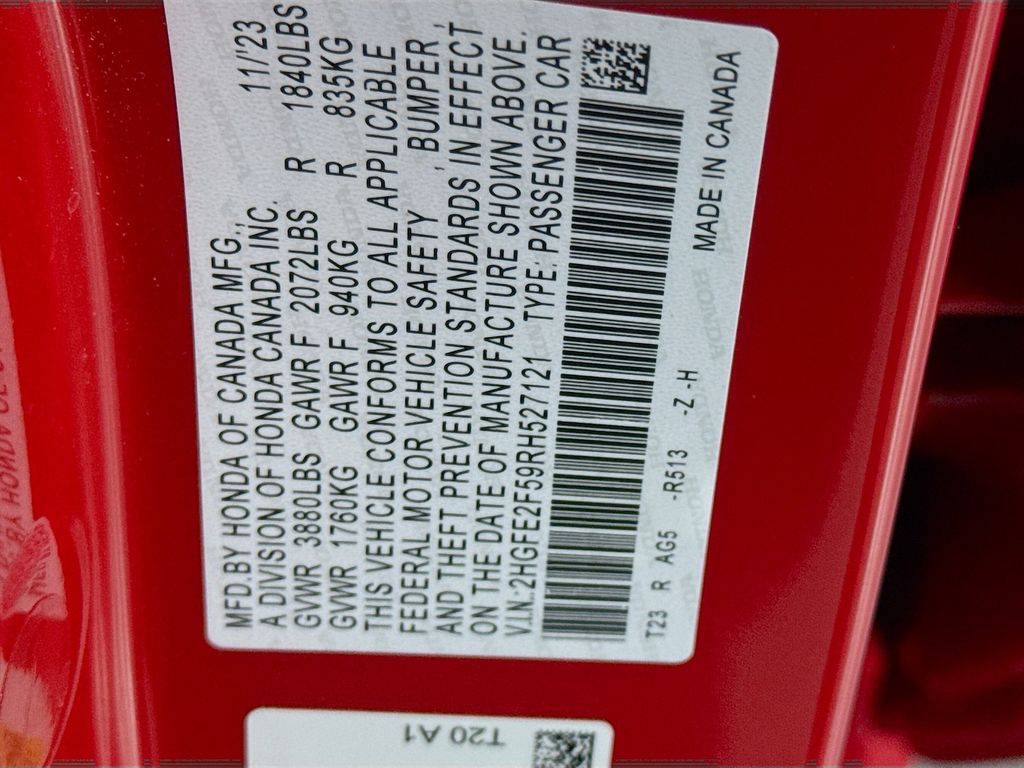 MFD.BY HONDA OF CANADA MFG., 11/'23
A DIVISION OF HONDA CANADA INC.
GVWR 3880LBS GAWR F 2072LBS R 1840LBS
GVWR 1760KG GAWR F 940KG R 835KG
THIS VEHICLE CONFORMS TO ALL APPLICABLE
FEDERAL MOTOR VEHICLE SAFETY , BUMPER ,
AND THEFT PREVENTION STANDARDS IN EFFECT
ON THE DATE OF MANUFACTURE SHOWN ABOVE.
V.I.N.:2HGFE2F59RH527121 TYPE: PASSENGER CAR
T23 R AG5 -R513 -Z -H MADE IN CANADA
T20 A1